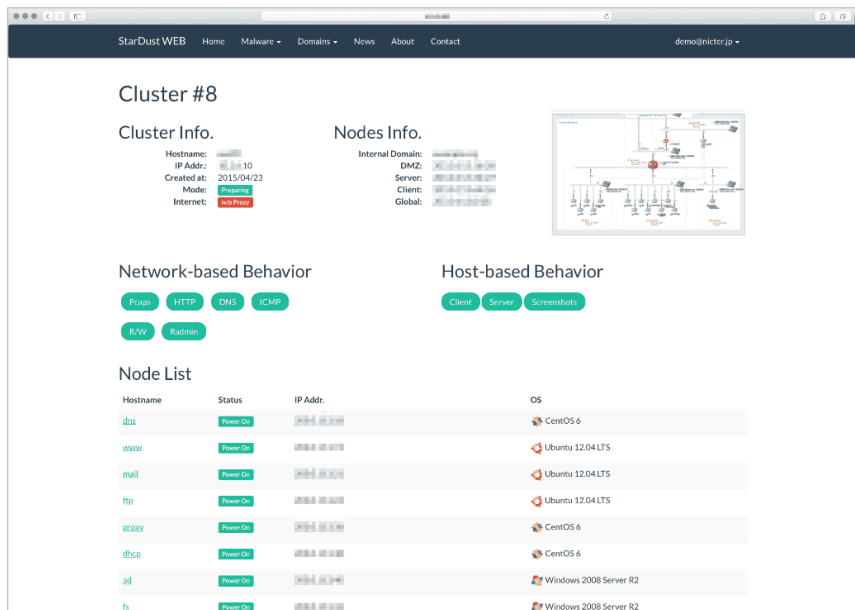 StarDust WEB Home Malware Domains News About Contact demo@nicter.jp
Cluster #8
Cluster Info.
Hostname:
IP Addr.: 10
Created at: 2015/04/23
Mode: Preparing
Internet: w/o Proxy
Nodes Info.
Internal Domain:
DMZ:
Server:
Client:
Global:
Network-based Behavior
Pcaps HTTP DNS ICMP
R/W Radmin
Host-based Behavior
Client Server Screenshots
Node List
Hostname Status IP Addr. OS
dns Power On CentOS 6
www Power On Ubuntu 12.04 LTS
mail Power On Ubuntu 12.04 LTS
ftp Power On Ubuntu 12.04 LTS
proxy Power On CentOS 6
dhcp Power On CentOS 6
ad Power On Windows 2008 Server R2
fs Power On Windows 2008 Server R2